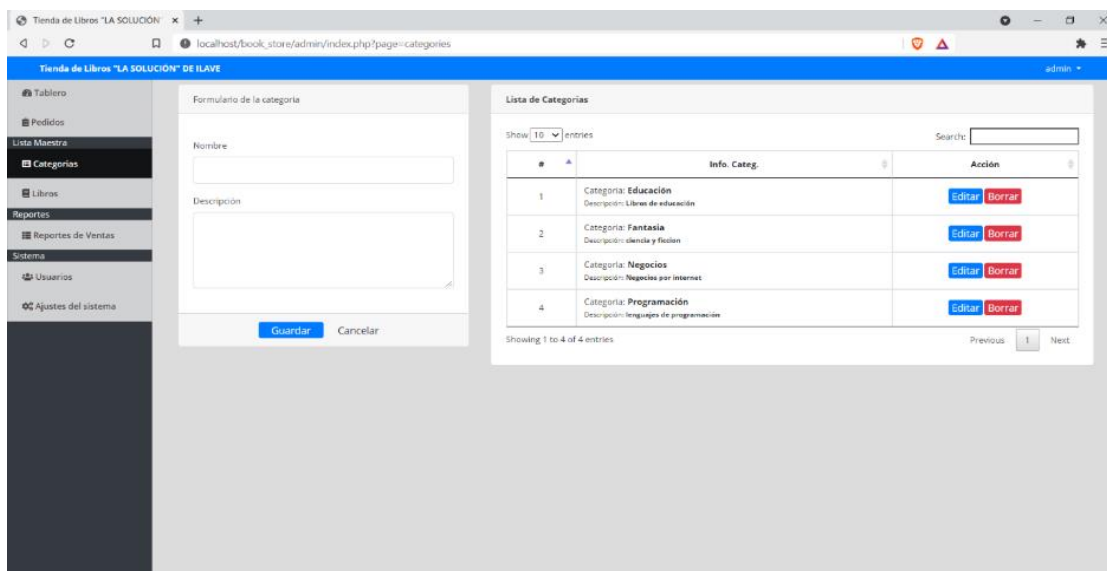 Tienda de Libros "LA SOLUCIÓN"
localhost/book_store/admin/index.php?page=categories
Tienda de Libros "LA SOLUCIÓN" DE ILAVE
admin
Tablero
Pedidos
Lista Maestra
Categorias
Libros
Reportes
Reportes de Ventas
Sistema
Usuarios
Ajustes del sistema
Formulario de la categoria
Nombre
Descripción
Guardar Cancelar
Lista de Categorias
Show 10 entries
Search:
# Info. Categ. Acción
1 Categoria: Educación Editar Borrar
Descripción: Libros de educación
2 Categoria: Fantasia Editar Borrar
Descripción: ciencia y ficcion
3 Categoria: Negocios Editar Borrar
Descripción: Negocios por internet
4 Categoria: Programación Editar Borrar
Descripción: lenguajes de programación
Showing 1 to 4 of 4 entries
Previous 1 Next